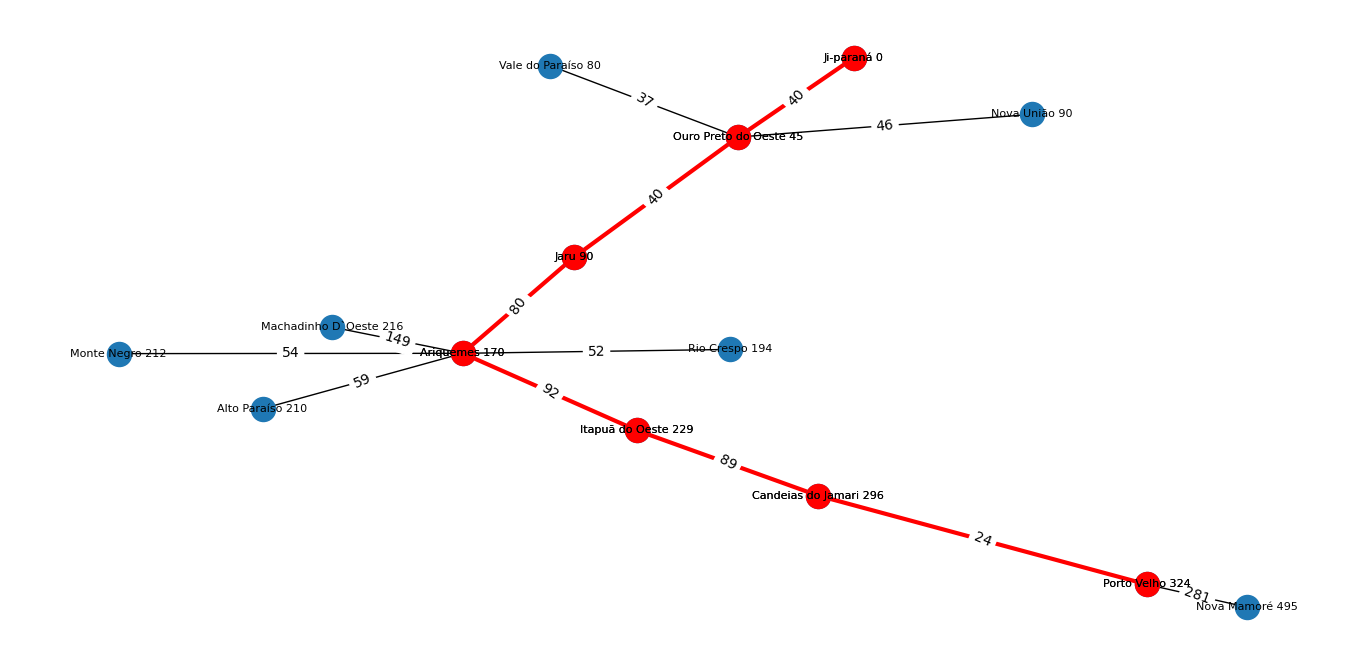 Ji-paraná 0
Vale do Paraíso 80
37
40
Nova União 90
46
Ouro Preto do Oeste 45
40
Jaru 90
80
Machadinho D´Oeste 216
149
Monte Negro 212
54
Ariquemes 170
52
Rio Crespo 194
59
92
Alto Paraíso 210
Itapuã do Oeste 229
89
Candeias do Jamari 296
24
Porto Velho 324
281
Nova Mamoré 495